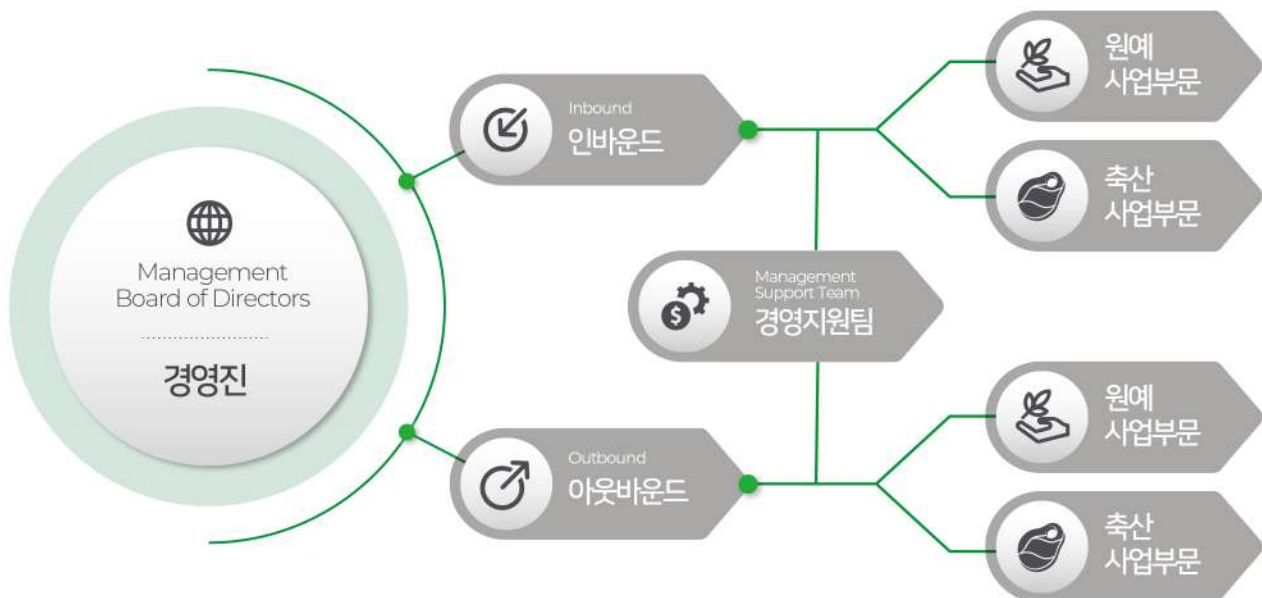 Management
Board of Directors
경영진
Inbound
인바운드
Outbound
아웃바운드
Management
Support Team
경영지원팀
원예
사업부문
축산
사업부문
원예
사업부문
축산
사업부문